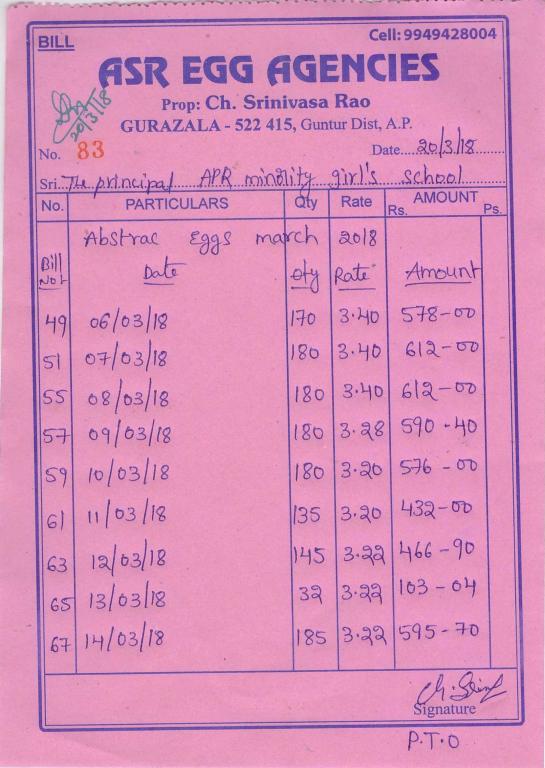 BILL
Cell: 9949428004
ASR EGG AGENCIES
Prop: Ch. Srinivasa Rao
GURAZALA - 522 415, Guntur Dist, A.P.
20/3/18
No. 83 Date....20/3/18
Sri. The principal APR minolity girl's school
No. PARTICULARS Qty Rate AMOUNT
Rs. Ps.
Abstrac Eggs march 2018
Bill No Date Qty Rate Amount
49 06/03/18 170 3.40 578-00
51 07/03/18 180 3.40 612-00
55 08/03/18 180 3.40 612-00
57 09/03/18 180 3.28 590-40
59 10/03/18 180 3.20 576-00
61 11/03/18 135 3.20 432-00
63 12/03/18 145 3.22 466-90
65 13/03/18 32 3.22 103-04
67 14/03/18 185 3.22 595-70
Signature
P.T.O